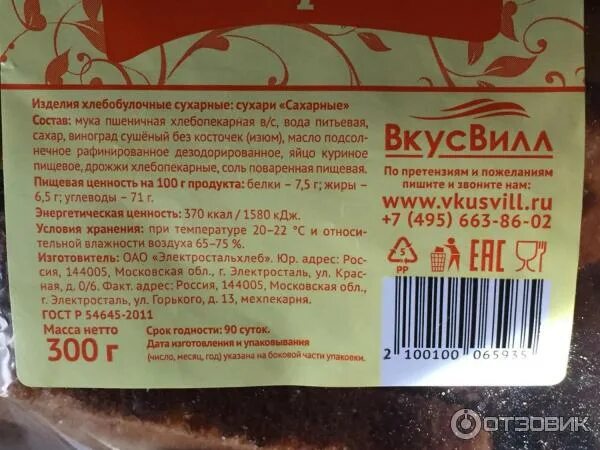 Изделия хлебобулочные сухарные: сухари «Сахарные»
Состав: мука пшеничная хлебопекарная в/с, вода питьевая,
сахар, виноград сушёный без косточек (изюм), масло подсол-
нечное рафинированное дезодорированное, яйцо куриное
пищевое, дрожжи хлебопекарные, соль поваренная пищевая.
Пищевая ценность на 100 г продукта: белки – 7,5 г; жиры –
6,5 г; углеводы – 71 г.
Энергетическая ценность: 370 ккал / 1580 кДж.
Условия хранения: при температуре 20–22 °С и относи-
тельной влажности воздуха 65–75 %.
Изготовитель: ОАО «Электростальхлеб». Юр. адрес: Рос-
сия, 144005, Московская обл., г. Электросталь, ул. Крас-
ная, д. 0/6. Факт. адрес: Россия, 144005, Московская обл.,
г. Электросталь, ул. Горького, д. 13, мехпекарня.
ГОСТ Р 54645-2011
Масса нетто
300 г
Срок годности: 90 суток.
Дата изготовления и упаковывания
(число, месяц, год) указана на боковой части упаковки.
ВкусВилл
По претензиям и пожеланиям
пишите и звоните нам:
www.vkusvill.ru
+7 (495) 663-86-02
5
PP
EAC
2 100100 065935
ОТЗОВИК